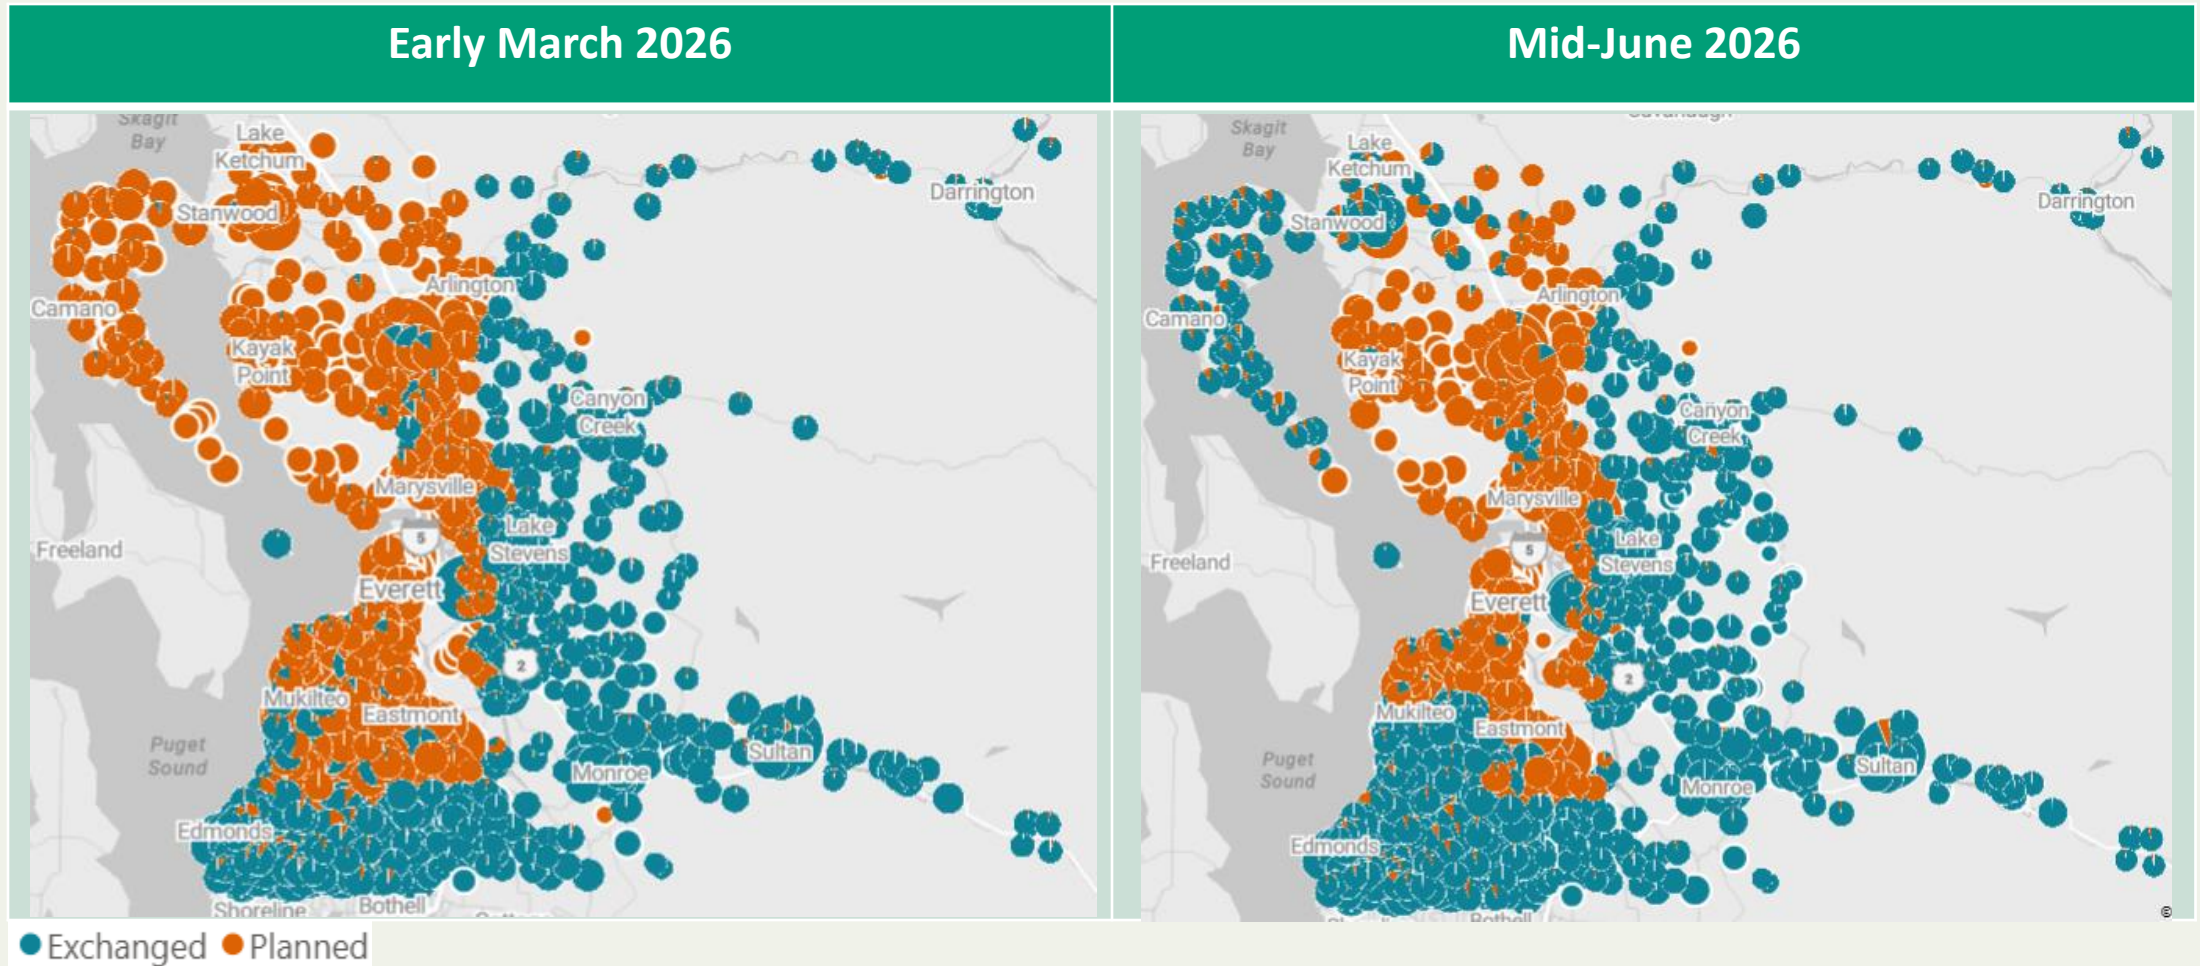 Early March 2026
Mid-June 2026
Skagit
Bay
Lake
Ketchum
Stanwood
Darrington
Arlington
Camano
Kayak
Point
Canyon
Creek
Marysville
5
Lake
Stevens
Freeland
Everett
2
Mukilteo
Eastmont
Puget
Sound
Sultan
Monroe
Edmonds
Shoreline
Bothell
Skagit
Bay
Lake
Ketchum
Stanwood
Darrington
Arlington
Camano
Kayak
Point
Canyon
Creek
Marysville
5
Lake
Stevens
Freeland
Everett
2
Mukilteo
Eastmont
Puget
Sound
Sultan
Monroe
Edmonds
Bothell
©
Exchanged
Planned